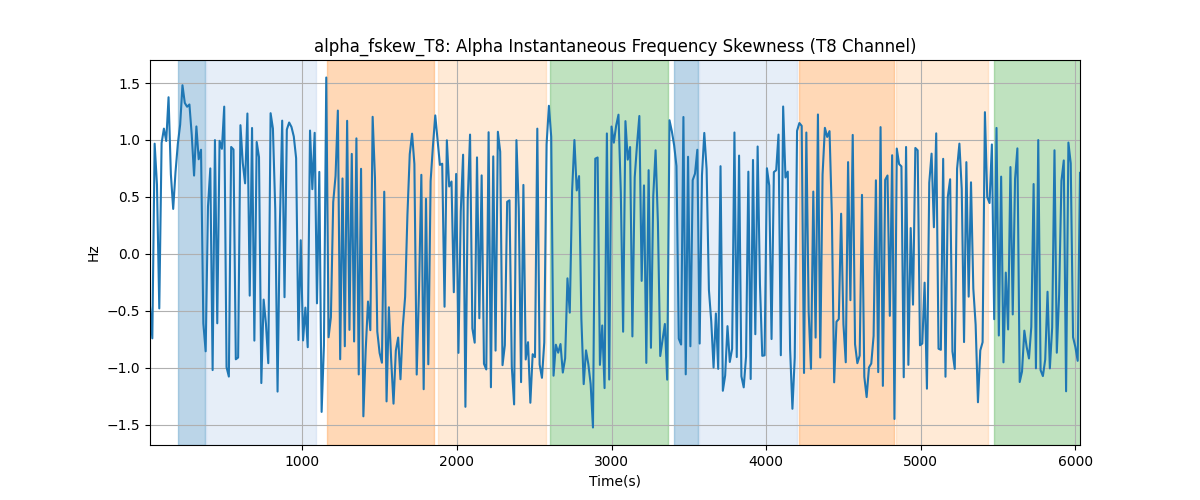 alpha_fskew_T8: Alpha Instantaneous Frequency Skewness (T8 Channel)
1.5
1.0
0.5
0.0
−0.5
−1.0
−1.5
Hz
1000 2000 3000 4000 5000 6000
Time(s)